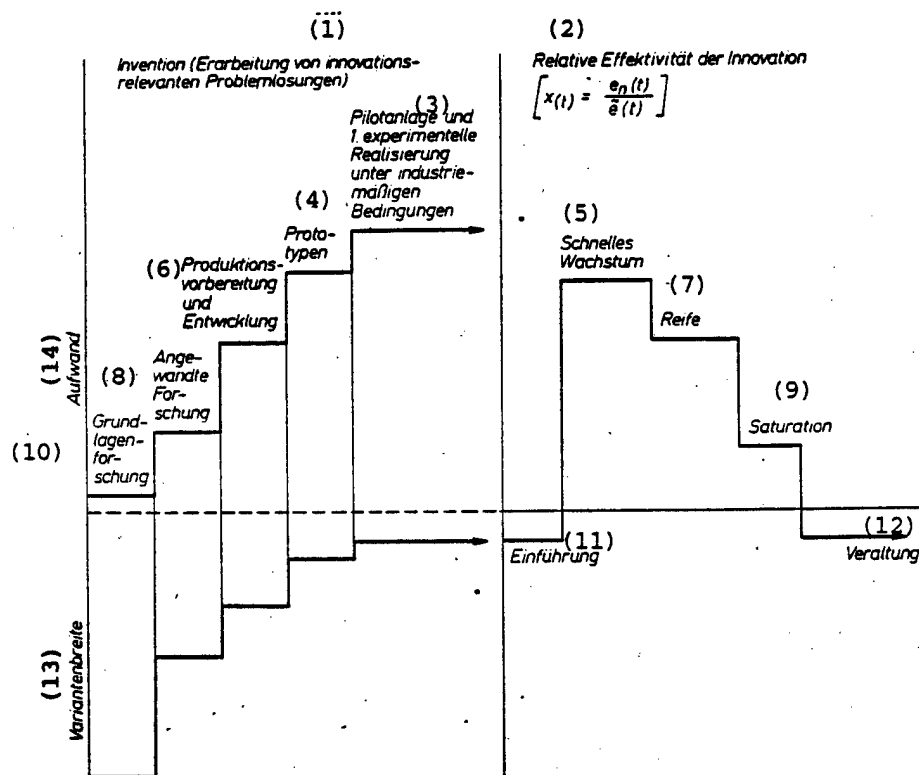 (1)
Invention (Erarbeitung von innovations-
relevanten Problemlösungen)
(3)
Pilotanlage und
1. experimentelle
Realisierung
unter industrie-
mäßigen
Bedingungen
(4)
Proto-
typen
(6) Produktions-
vorbereitung
und
Entwicklung
(8)
Ange-
wandte
For-
schung
(10)
Grund-
lagen-
for-
schung
(14)
Aufwand
(13)
Variantenbreite
(2)
Relative Effektivität der Innovation
[x(t) = eₙ(t) / ē(t)]
(5)
Schnelles
Wachstum
(7)
Reife
(9)
Saturation
Einführung (11)
(12)
Veraltung